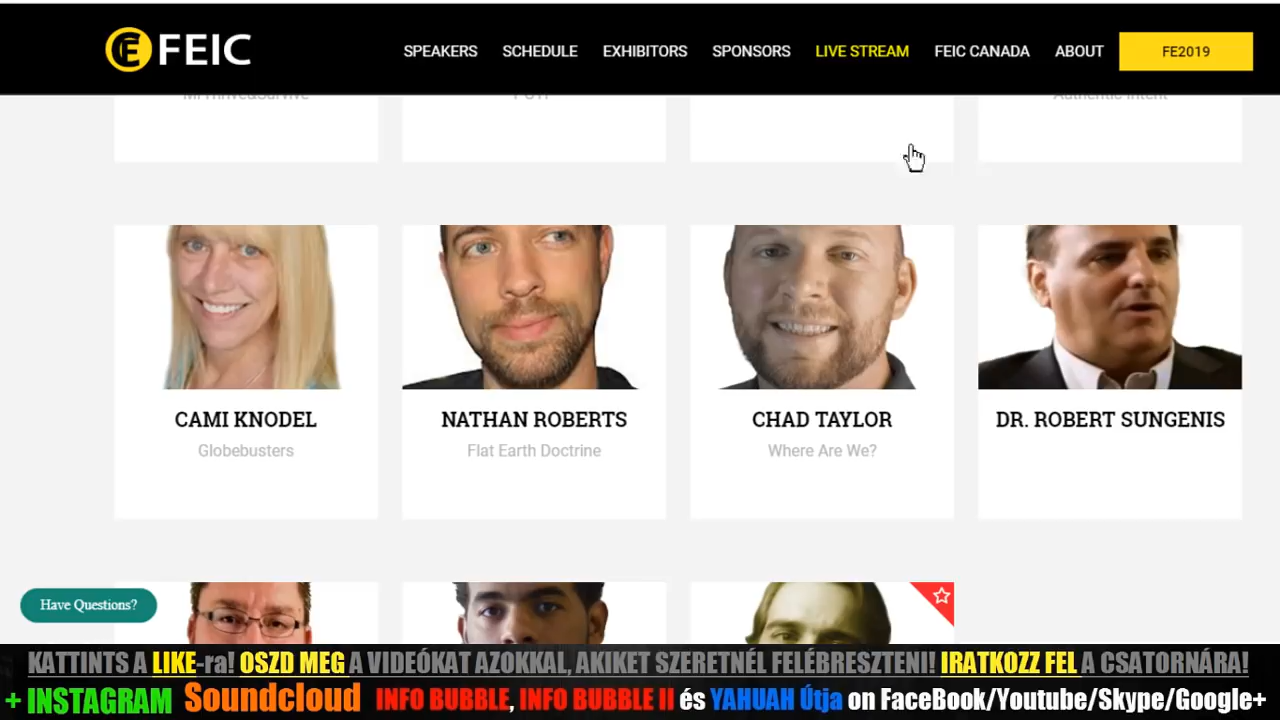 FEIC
SPEAKERS SCHEDULE EXHIBITORS SPONSORS LIVE STREAM FEIC CANADA ABOUT FE2019
Authentic Intent
CAMI KNODEL NATHAN ROBERTS CHAD TAYLOR DR. ROBERT SUNGENIS
Globebusters Flat Earth Doctrine Where Are We?
Have Questions?
KATTINTS A LIKE-ra! OSZD MEG A VIDEÓKAT AZOKKAL, AKIKET SZERETNÉL FELÉBRESZTENI! IRATKOZZ FEL A CSATORNÁRA!
+ INSTAGRAM Soundcloud INFO BUBBLE, INFO BUBBLE II és YAHUAH Útja on FaceBook/Youtube/Skype/Google+